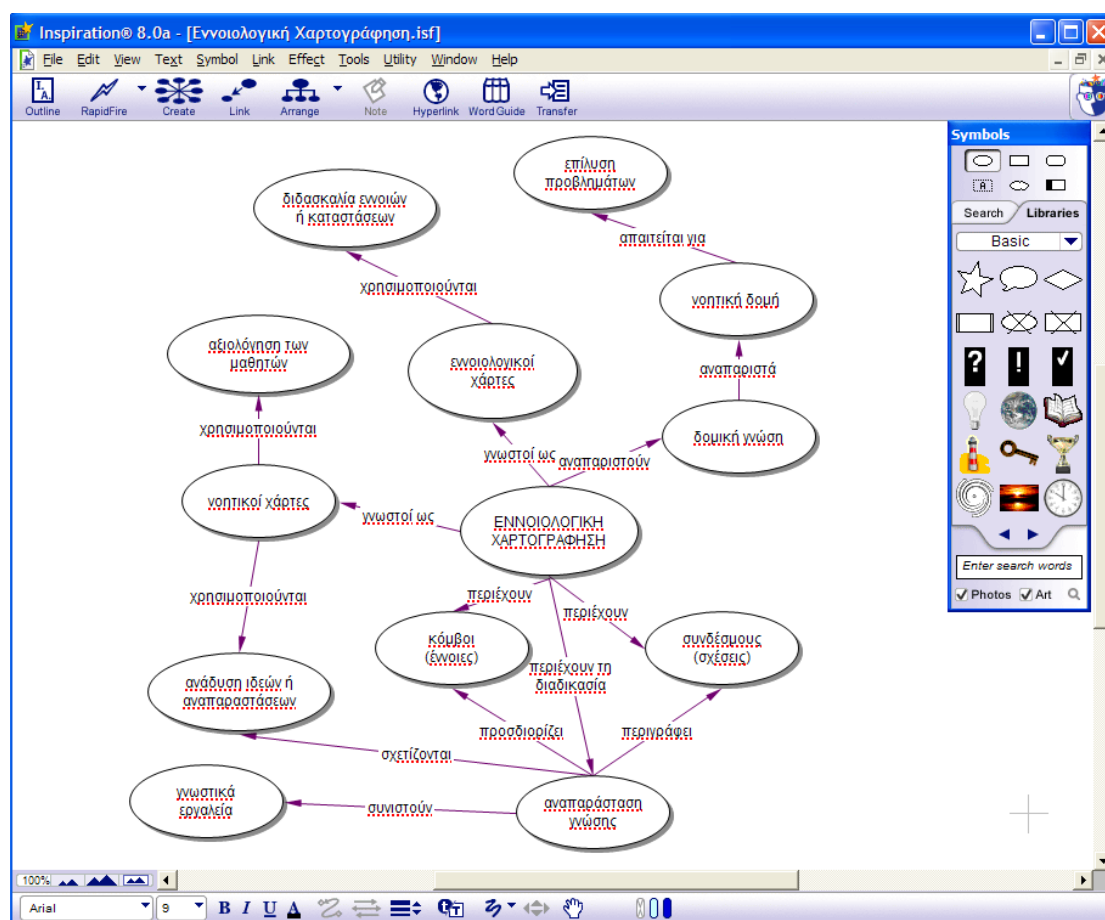 Inspiration® 8.0a - [Εννοιολογική Χαρτογράφηση.isf]
File Edit View Text Symbol Link Effect Tools Utility Window Help
Outline RapidFire Create Link Arrange Note Hyperlink Word Guide Transfer
επίλυση
προβλημάτων
διδασκαλία εννοιών
ή καταστάσεων
απαιτείται για
χρησιμοποιούνται
νοητική δομή
αξιολόγηση των
μαθητών
εννοιολογικοί
χάρτες
αναπαριστά
χρησιμοποιούνται
δομική γνώση
γνωστοί ως
αναπαριστούν
νοητικοί χάρτες
γνωστοί ως
ΕΝΝΟΙΟΛΟΓΙΚΗ
ΧΑΡΤΟΓΡΑΦΗΣΗ
χρησιμοποιούνται
περιέχουν
περιέχουν
κόμβοι
(έννοιες)
συνδέσμους
(σχέσεις)
περιέχουν τη
διαδικασία
ανάδυση ιδεών ή
αναπαραστάσεων
προσδιορίζει
περιγράφει
σχετίζονται
γνωστικά
εργαλεία
συνιστούν
αναπαράσταση
γνώσης
Symbols
A
Search Libraries
Basic
? !
Enter search words
Photos Art
100%
Arial 9 B I U A